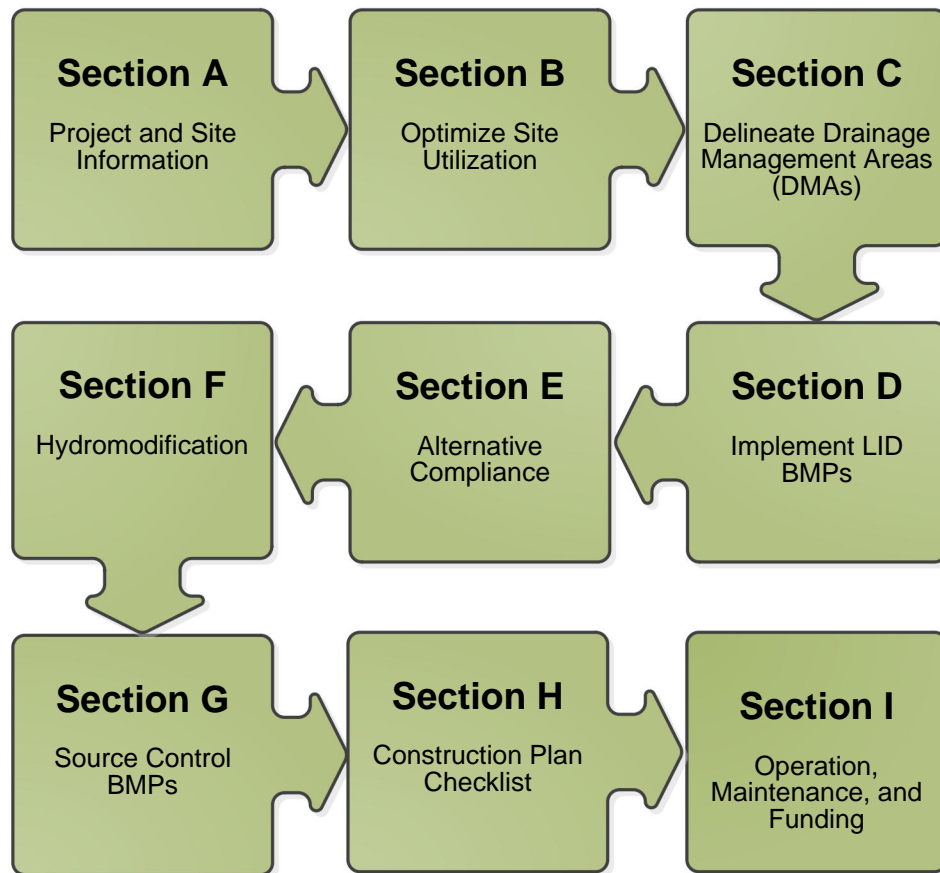 Section A
Project and Site
Information
Section B
Optimize Site
Utilization
Section C
Delineate Drainage
Management Areas
(DMAs)
Section D
Implement LID
BMPs
Section E
Alternative
Compliance
Section F
Hydromodification
Section G
Source Control
BMPs
Section H
Construction Plan
Checklist
Section I
Operation,
Maintenance, and
Funding